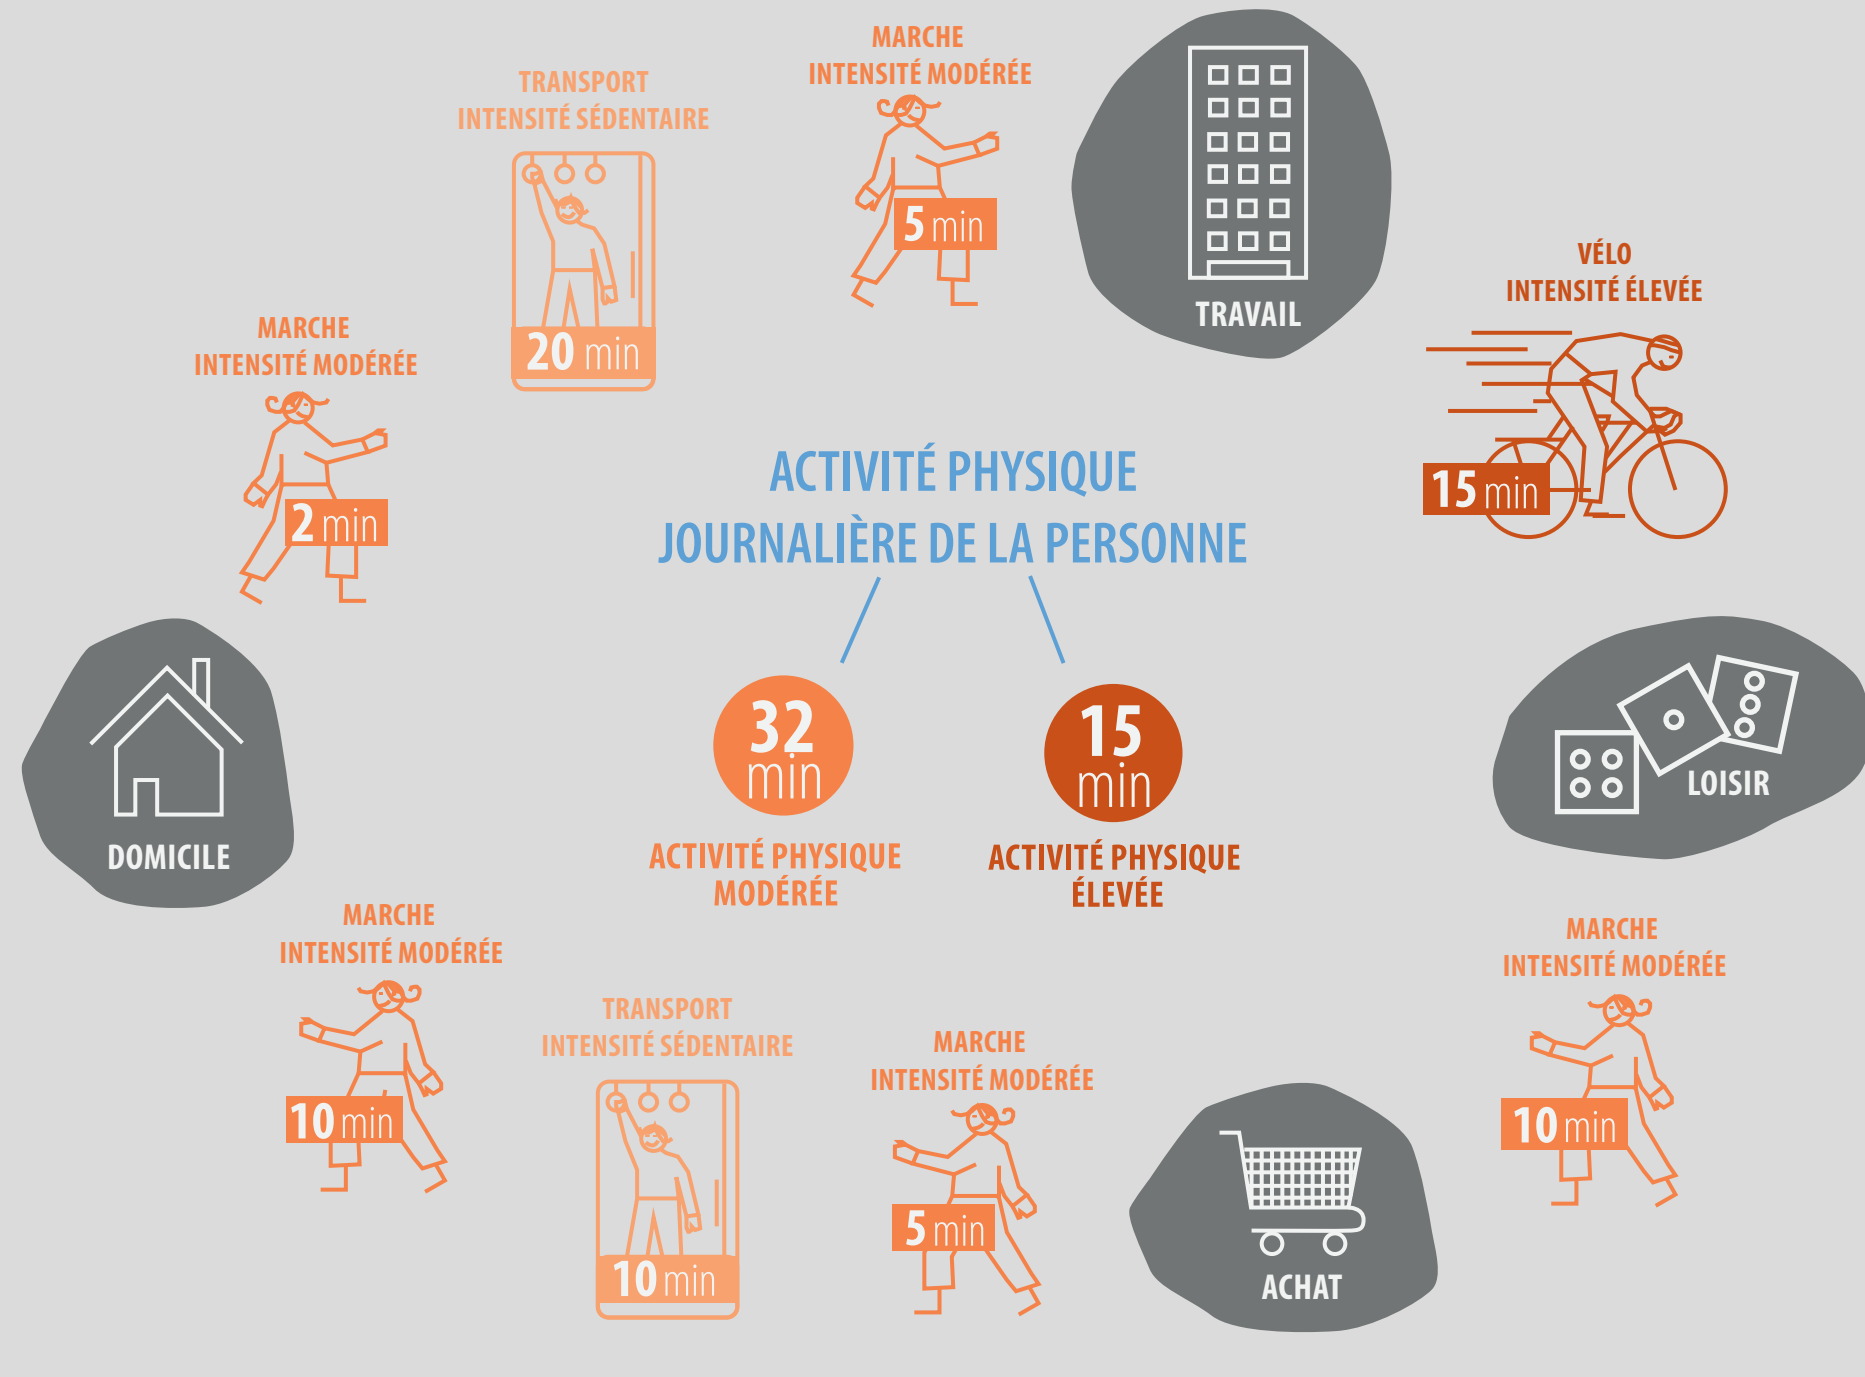 MARCHE
INTENSITÉ MODÉRÉE
TRANSPORT
INTENSITÉ SÉDENTAIRE
5 min
TRAVAIL
20 min
MARCHE
INTENSITÉ MODÉRÉE
2 min
VÉLO
INTENSITÉ ÉLEVÉE
15 min
ACTIVITÉ PHYSIQUE
JOURNALIÈRE DE LA PERSONNE
32
min
ACTIVITÉ PHYSIQUE
MODÉRÉE
15
min
ACTIVITÉ PHYSIQUE
ÉLEVÉE
DOMICILE
LOISIR
MARCHE
INTENSITÉ MODÉRÉE
10 min
TRANSPORT
INTENSITÉ SÉDENTAIRE
10 min
MARCHE
INTENSITÉ MODÉRÉE
5 min
ACHAT
MARCHE
INTENSITÉ MODÉRÉE
10 min